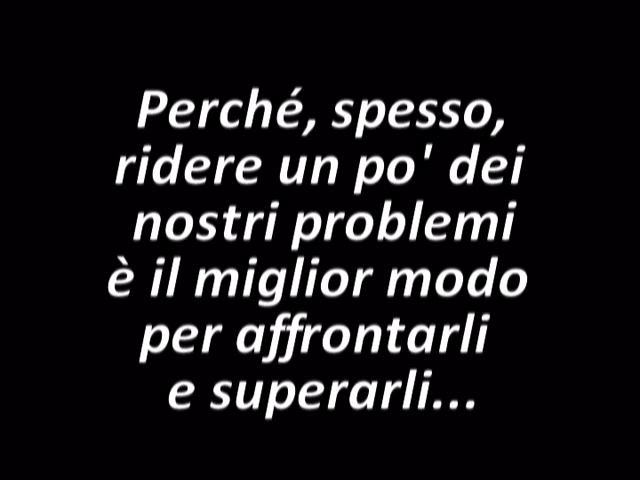 Perché, spesso,
ridere un po' dei
nostri problemi
è il miglior modo
per affrontarli
e superarli...